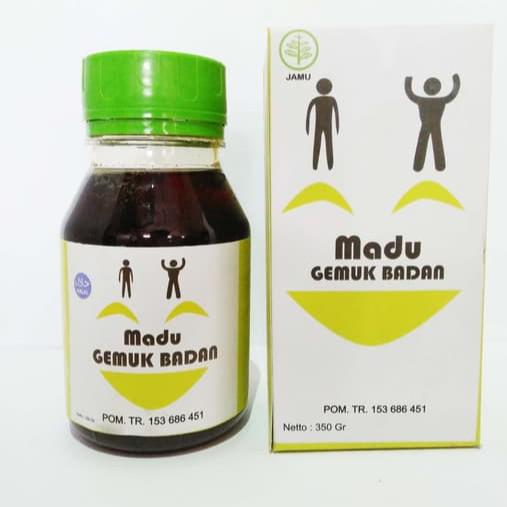 حلال
Madu
GEMUK BADAN
POM. TR. 153 686 451
JAMU
Madu
GEMUK BADAN
POM. TR. 153 686 451
Netto : 350 Gr